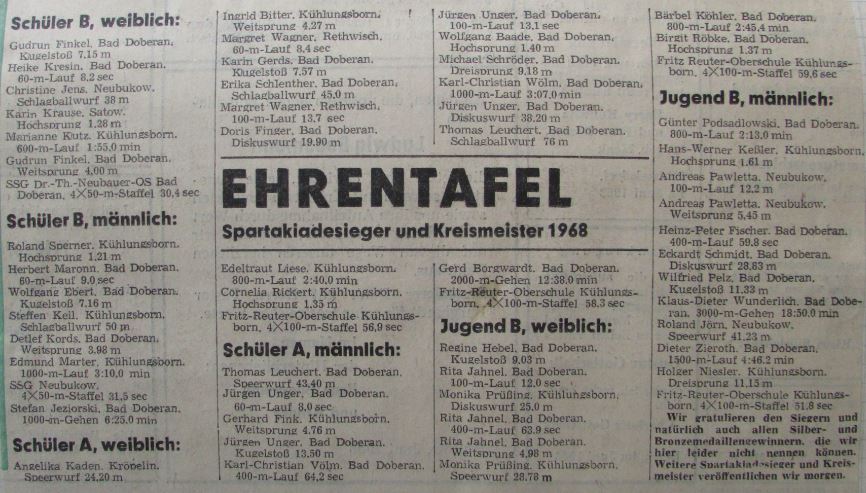 Schüler B, weiblich:
Gudrun Finkel, Bad Doberan,
Kugelstoß 7,15 m
Heike Kresin, Bad Doberan,
60-m-Lauf 8,2 sec
Christine Jens, Neubukow,
Schlagballwurf 38 m
Karin Krause, Satow,
Hochsprung 1,28 m
Marianne Kutz, Kühlungsborn,
600-m-Lauf 1:55,0 min
Gudrun Finkel, Bad Doberan,
Weitsprung 4,00 m
SSG Dr.-Th.-Neubauer-OS Bad
Doberan, 4×50-m-Staffel 30,4 sec
Schüler B, männlich:
Roland Sperner, Kühlungsborn,
Hochsprung 1,21 m
Herbert Maronn, Bad Doberan,
60-m-Lauf 9,0 sec
Wolfgang Ebert, Bad Doberan,
Kugelstoß 7,16 m
Steffen Keil, Kühlungsborn,
Schlagballwurf 50 m
Detlef Kords, Bad Doberan,
Weitsprung 3,98 m
Edmund Marter, Kühlungsborn,
1000-m-Lauf 3:10,0 min
SSG Neubukow,
4×50-m-Staffel 31,5 sec
Stefan Jeziorski, Bad Doberan,
1000-m-Gehen 6:25,0 min
Schüler A, weiblich:
Angelika Kaden, Kröpelin,
Speerwurf 24,20 m
Ingrid Bitter, Kühlungsborn,
Weitsprung 4,27 m
Margret Wagner, Rethwisch,
60-m-Lauf 8,4 sec
Karin Gerds, Bad Doberan,
Kugelstoß 7,57 m
Erika Schlenther, Bad Doberan,
Schlagballwurf 45,0 m
Margret Wagner, Rethwisch,
100-m-Lauf 13,7 sec
Doris Finger, Bad Doberan,
Diskuswurf 19,90 m
Jürgen Unger, Bad Doberan,
100-m-Lauf 13,1 sec
Wolfgang Baade, Bad Doberan,
Hochsprung 1,40 m
Michael Schröder, Bad Doberan,
Dreisprung 9,18 m
Karl-Christian Wölm, Bad Doberan,
1000-m-Lauf 3:07,0 min
Jürgen Unger, Bad Doberan,
Diskuswurf 38,20 m
Thomas Leuchert, Bad Doberan,
Schlagballwurf 76 m
EHRENTAFEL
Spartakiadesieger und Kreismeister 1968
Edeltraut Liese, Kühlungsborn,
800-m-Lauf 2:40,0 min
Cornelia Rickert, Kühlungsborn,
Hochsprung 1,35 m
Fritz-Reuter-Oberschule Kühlungs-
born, 4×100-m-Staffel 56,9 sec
Schüler A, männlich:
Thomas Leuchert, Bad Doberan,
Speerwurf 43,40 m
Jürgen Unger, Bad Doberan,
60-m-Lauf 8,0 sec
Gerhard Fink, Kühlungsborn,
Weitsprung 4,76 m
Jürgen Unger, Bad Doberan,
Kugelstoß 13,50 m
Karl-Christian Völm, Bad Doberan,
400-m-Lauf 64,2 sec
Gerd Borgwardt, Bad Doberan,
2000-m-Gehen 12:38,0 min
Fritz-Reuter-Oberschule Kühlungs-
born, 4×100-m-Staffel 58,3 sec
Jugend B, weiblich:
Regine Hebel, Bad Doberan,
Kugelstoß 9,03 m
Rita Jahnel, Bad Doberan,
100-m-Lauf 12,0 sec
Monika Prüßing, Kühlungsborn,
Diskuswurf 25,0 m
Rita Jahnel, Bad Doberan,
400-m-Lauf 63,9 sec
Rita Jahnel, Bad Doberan,
Weitsprung 4,98 m
Monika Prüßing, Kühlungsborn,
Speerwurf 28,78 m
Bärbel Köhler, Bad Doberan,
800-m-Lauf 2:45,4 min
Birgit Röbke, Bad Doberan,
Hochsprung 1,37 m
Fritz Reuter-Oberschule Kühlungs-
born, 4×100-m-Staffel 59,6 sec
Jugend B, männlich:
Günter Podsadlowski, Bad Doberan,
800-m-Lauf 2:13,0 min
Hans-Werner Keßler, Kühlungsborn,
Hochsprung 1,61 m
Andreas Pawletta, Neubukow,
100-m-Lauf 12,2 m
Andreas Pawletta, Neubukow,
Weitsprung 5,45 m
Heinz-Peter Fischer, Bad Doberan,
400-m-Lauf 59,8 sec
Eckardt Schmidt, Bad Doberan,
Diskuswurf 28,83 m
Wilfried Pelz, Bad Doberan,
Kugelstoß 11,33 m
Klaus-Dieter Wunderlich, Bad Dobe-
ran, 3000-m-Gehen 18:50,0 min
Roland Jörn, Neubukow,
Speerwurf 41,23 m
Dieter Zieroth, Bad Doberan,
1500-m-Lauf 4:46,2 min
Holger Niesler, Kühlungsborn,
Dreisprung 11,15 m
Fritz-Reuter-Oberschule Kühlungs-
born, 4×100-m-Staffel 51,8 sec
Wir gratulieren den Siegern und
natürlich auch allen Silber- und
Bronzemedaillengewinnern, die wir
hier leider nicht nennen können.
Weitere Spartakiadesieger und Kreis-
meister veröffentlichen wir morgen.